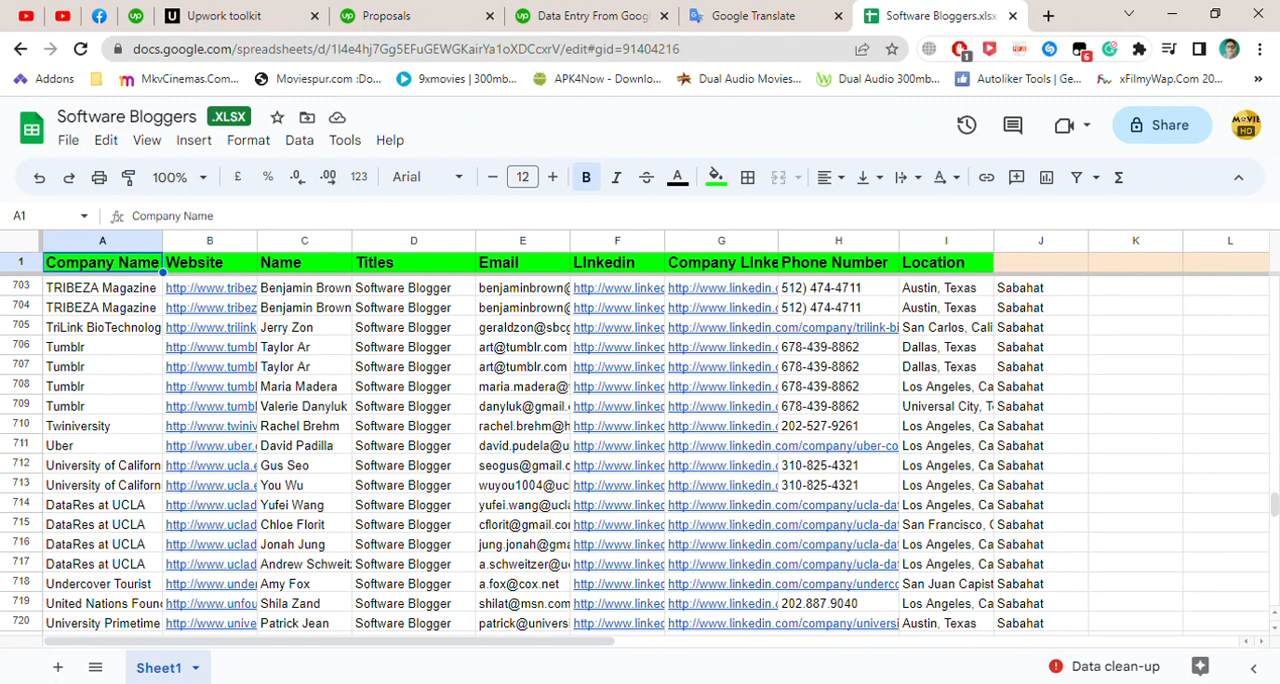 Upwork toolkit Proposals Data Entry From Goog Google Translate Software Bloggers.xlsx
docs.google.com/spreadsheets/d/1l4e4hj7Gg5EFuGEWGKairYa1oXDCcxrV/edit#gid=91404216
Addons MkvCinemas.Com... Moviespur.com :Do... 9xmovies | 300mb... APK4Now - Downlo... Dual Audio Movies... Dual Audio 300mb... Autoliker Tools | Ge... xFilmyWap.Com 20...
Software Bloggers .XLSX
File Edit View Insert Format Data Tools Help
Share
MOVIE HD
100% £ % .0 .00 123 Arial 12 B I
A1 fx Company Name
A B C D E F G H I J K L
1 Company Name Website Name Titles Email LInkedin Company LInke Phone Number Location
703 TRIBEZA Magazine http://www.tribez Benjamin Brown Software Blogger benjaminbrown@ http://www.linked http://www.linkedin.c 512) 474-4711 Austin, Texas Sabahat
704 TRIBEZA Magazine http://www.tribez Benjamin Brown Software Blogger benjaminbrown@ http://www.linked http://www.linkedin.c 512) 474-4711 Austin, Texas Sabahat
705 TriLink BioTechnolog http://www.trilink Jerry Zon Software Blogger geraldzon@sbcg http://www.linked http://www.linkedin.com/company/trilink-bi San Carlos, Cali Sabahat
706 Tumblr http://www.tumb Taylor Ar Software Blogger art@tumblr.com http://www.linked http://www.linkedin.c 678-439-8862 Dallas, Texas Sabahat
707 Tumblr http://www.tumb Taylor Ar Software Blogger art@tumblr.com http://www.linked http://www.linkedin.c 678-439-8862 Dallas, Texas Sabahat
708 Tumblr http://www.tumb Maria Madera Software Blogger maria.madera@ http://www.linked http://www.linkedin.c 678-439-8862 Los Angeles, Ca Sabahat
709 Tumblr http://www.tumb Valerie Danyluk Software Blogger danyluk@gmail. http://www.linked http://www.linkedin.c 678-439-8862 Universal City, T Sabahat
710 Twiniversity http://www.twiniv Rachel Brehm Software Blogger rachel.brehm@h http://www.linked http://www.linkedin.c 202-527-9261 Los Angeles, Ca Sabahat
711 Uber http://www.uber. David Padilla Software Blogger david.pudela@u http://www.linked http://www.linkedin.com/company/uber-co Los Angeles, Ca Sabahat
712 University of Californ http://www.ucla.e Gus Seo Software Blogger seogus@gmail.c http://www.linked http://www.linkedin.c 310-825-4321 Los Angeles, Ca Sabahat
713 University of Californ http://www.ucla.e You Wu Software Blogger wuyou1004@ucl http://www.linked http://www.linkedin.c 310-825-4321 Los Angeles, Ca Sabahat
714 DataRes at UCLA http://www.uclad Yufei Wang Software Blogger yufei.wang@ucla http://www.linked http://www.linkedin.com/company/ucla-da Los Angeles, Ca Sabahat
715 DataRes at UCLA http://www.uclad Chloe Florit Software Blogger cflorit@gmail.com http://www.linked http://www.linkedin.com/company/ucla-da San Francisco, C Sabahat
716 DataRes at UCLA http://www.uclad Jonah Jung Software Blogger jung.jonah@gm http://www.linked http://www.linkedin.com/company/ucla-da Los Angeles, Ca Sabahat
717 DataRes at UCLA http://www.uclad Andrew Schweit Software Blogger a.schweitzer@uc http://www.linked http://www.linkedin.com/company/ucla-da Los Angeles, Ca Sabahat
718 Undercover Tourist http://www.unde Amy Fox Software Blogger a.fox@cox.net http://www.linked http://www.linkedin.com/company/underco San Juan Capist Sabahat
719 United Nations Foun http://www.unfou Shila Zand Software Blogger shilat@msn.com http://www.linked http://www.linkedin.c 202.887.9040 Los Angeles, Ca Sabahat
720 University Primetime http://www.unive Patrick Jean Software Blogger patrick@univers http://www.linked http://www.linkedin.com/company/universi Austin, Texas Sabahat
Sheet1 Data clean-up